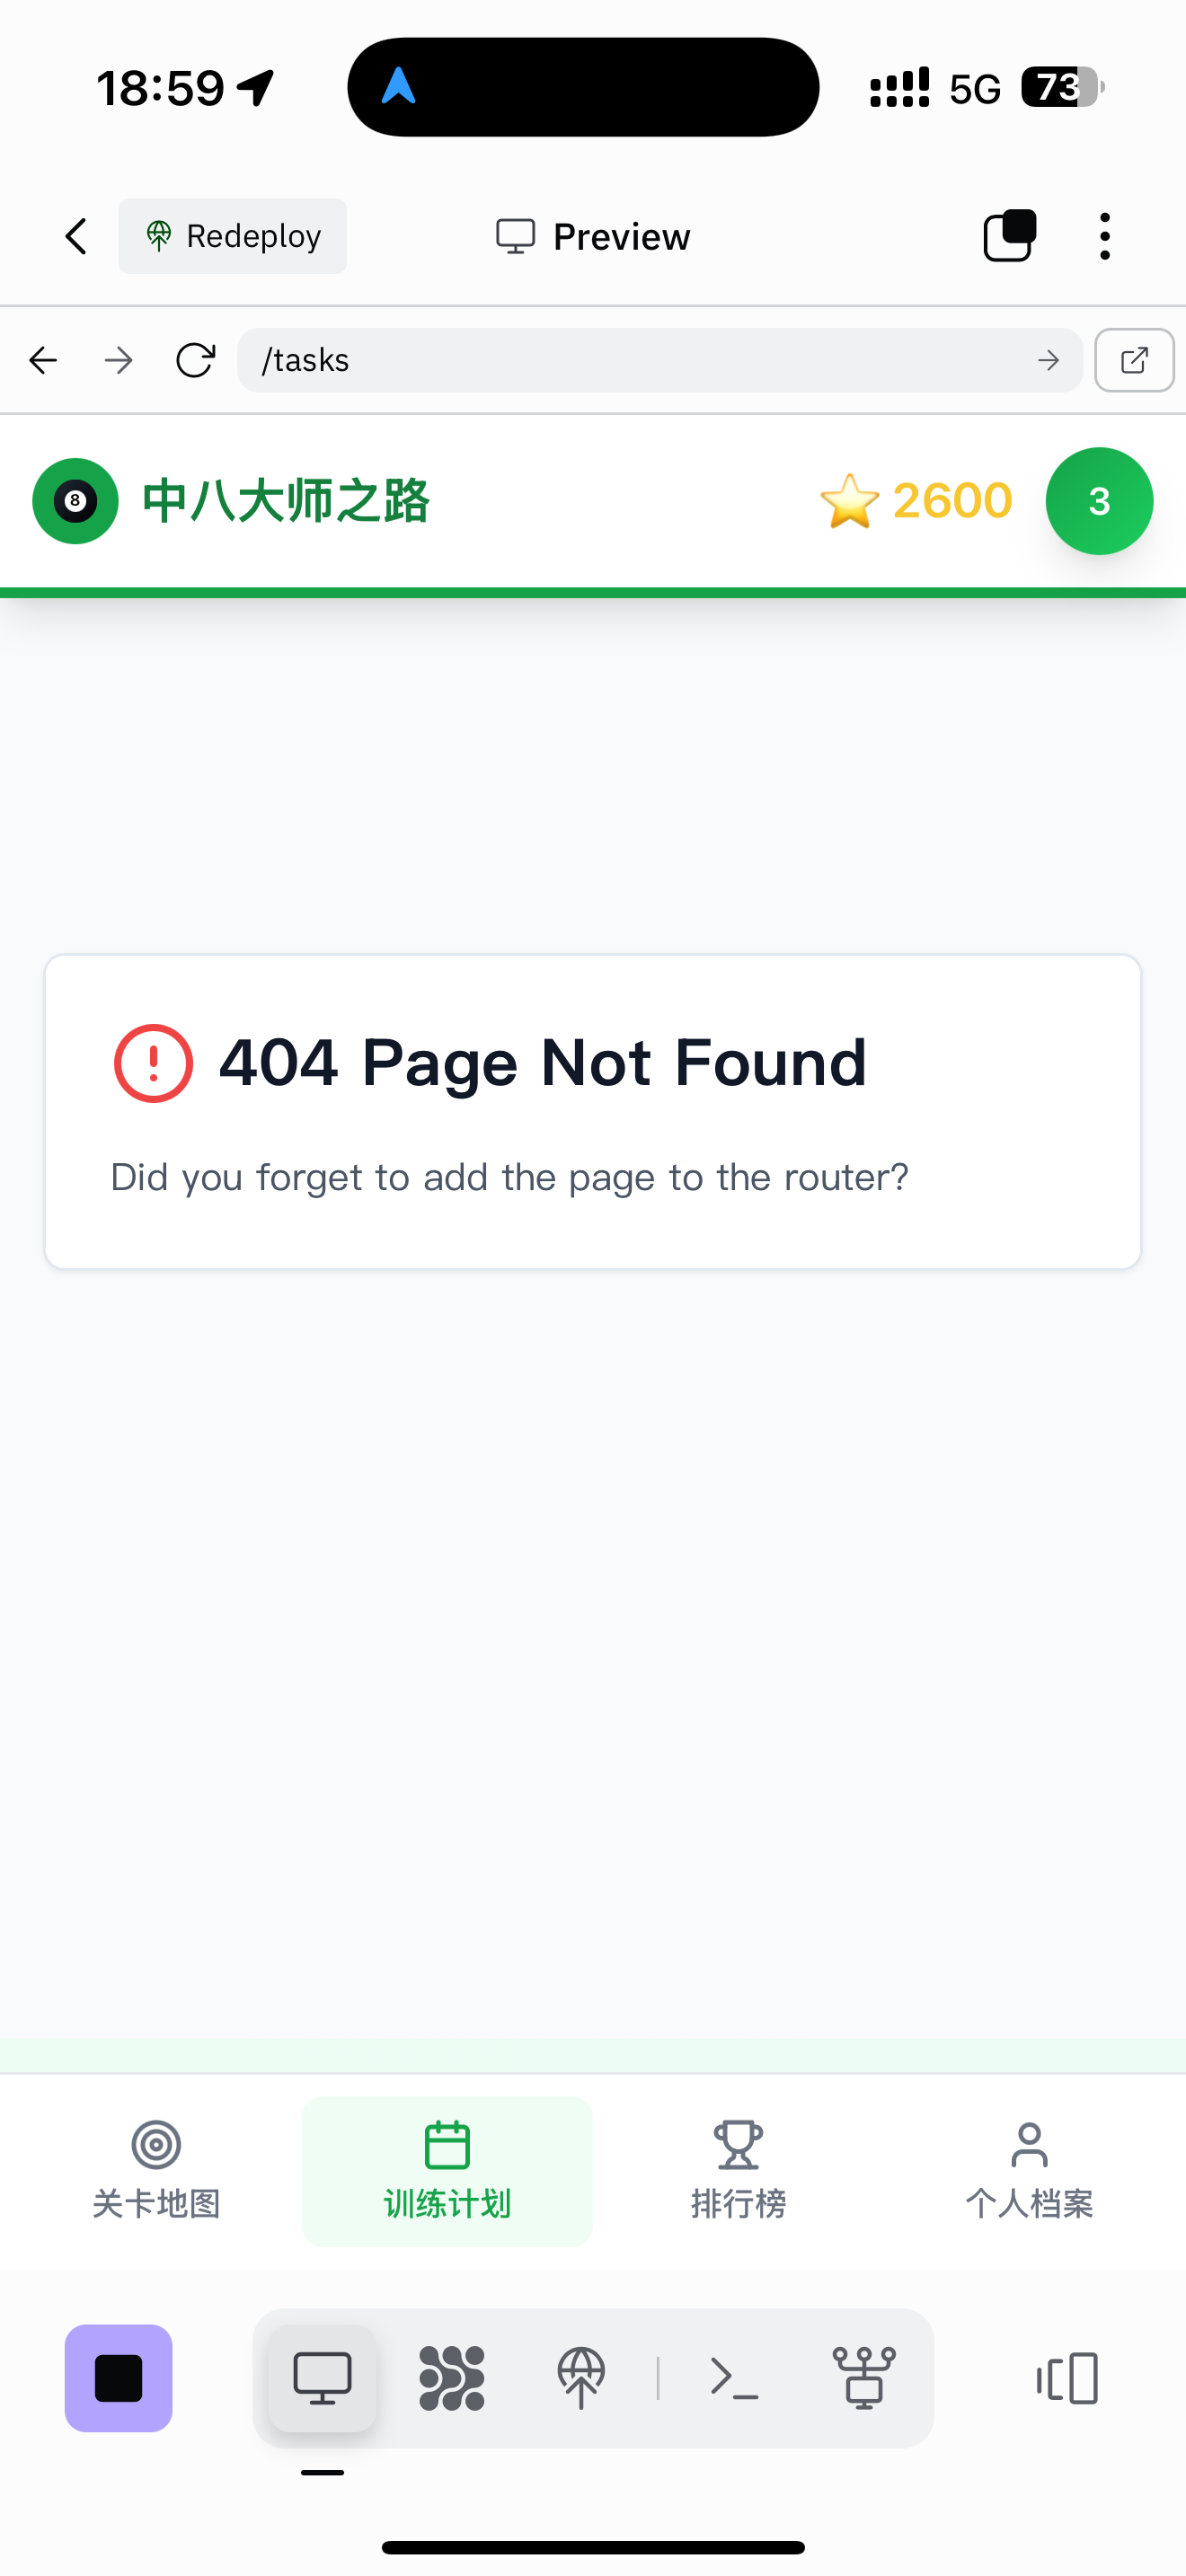 18:59
5G
73
Redeploy
Preview
/tasks
8
中八大师之路
2600
3
404 Page Not Found
Did you forget to add the page to the router?
关卡地图
训练计划
排行榜
个人档案